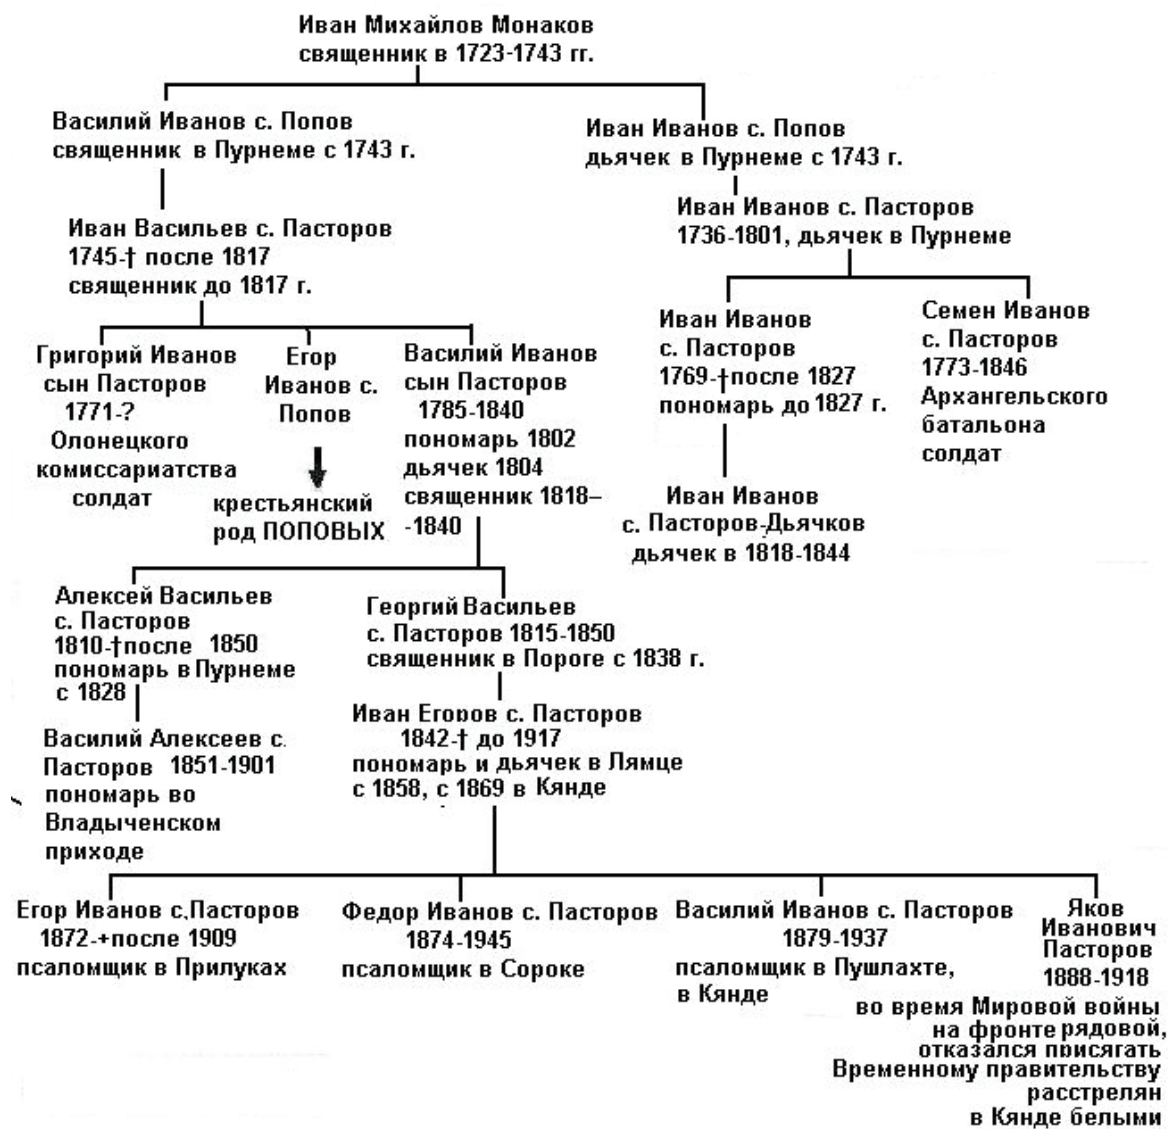 Иван Михайлов Монаков
священник в 1723-1743 гг.
Василий Иванов с. Попов
священник в Пурнеме с 1743 г.
Иван Иванов с. Попов
дьячек в Пурнеме с 1743 г.
Иван Васильев с. Пасторов
1745-† после 1817
священник до 1817 г.
Иван Иванов с. Пасторов
1736-1801, дьячек в Пурнеме
Григорий Иванов
сын Пасторов
1771-?
Олонецкого
комиссариатства
солдат
Егор
Иванов с.
Попов
крестьянский
род ПОПОВЫХ
Василий Иванов
сын Пасторов
1785-1840
пономарь 1802
дьячек 1804
священник 1818–
-1840
Иван Иванов
с. Пасторов
1769-†после 1827
пономарь до 1827 г.
Семен Иванов
с. Пасторов
1773-1846
Архангельского
батальона
солдат
Иван Иванов
с. Пасторов-Дьячков
дьячек в 1818-1844
Алексей Васильев
с. Пасторов
1810-†после 1850
пономарь в Пурнеме
с 1828
Георгий Васильев
с. Пасторов 1815-1850
священник в Пороге с 1838 г.
Василий Алексеев с.
Пасторов 1851-1901
пономарь во
Владыченском
приходе
Иван Егоров с. Пасторов
1842-† до 1917
пономарь и дьячек в Лямце
с 1858, с 1869 в Кянде
Егор Иванов с.Пасторов
1872-+после 1909
псаломщик в Прилуках
Федор Иванов с. Пасторов
1874-1945
псаломщик в Сороке
Василий Иванов с. Пасторов
1879-1937
псаломщик в Пушлахте,
в Кянде
Яков
Иванович
Пасторов
1888-1918
во время Мировой войны
на фронте рядовой,
отказался присягать
Временному правительству
расстрелян
в Кянде белыми